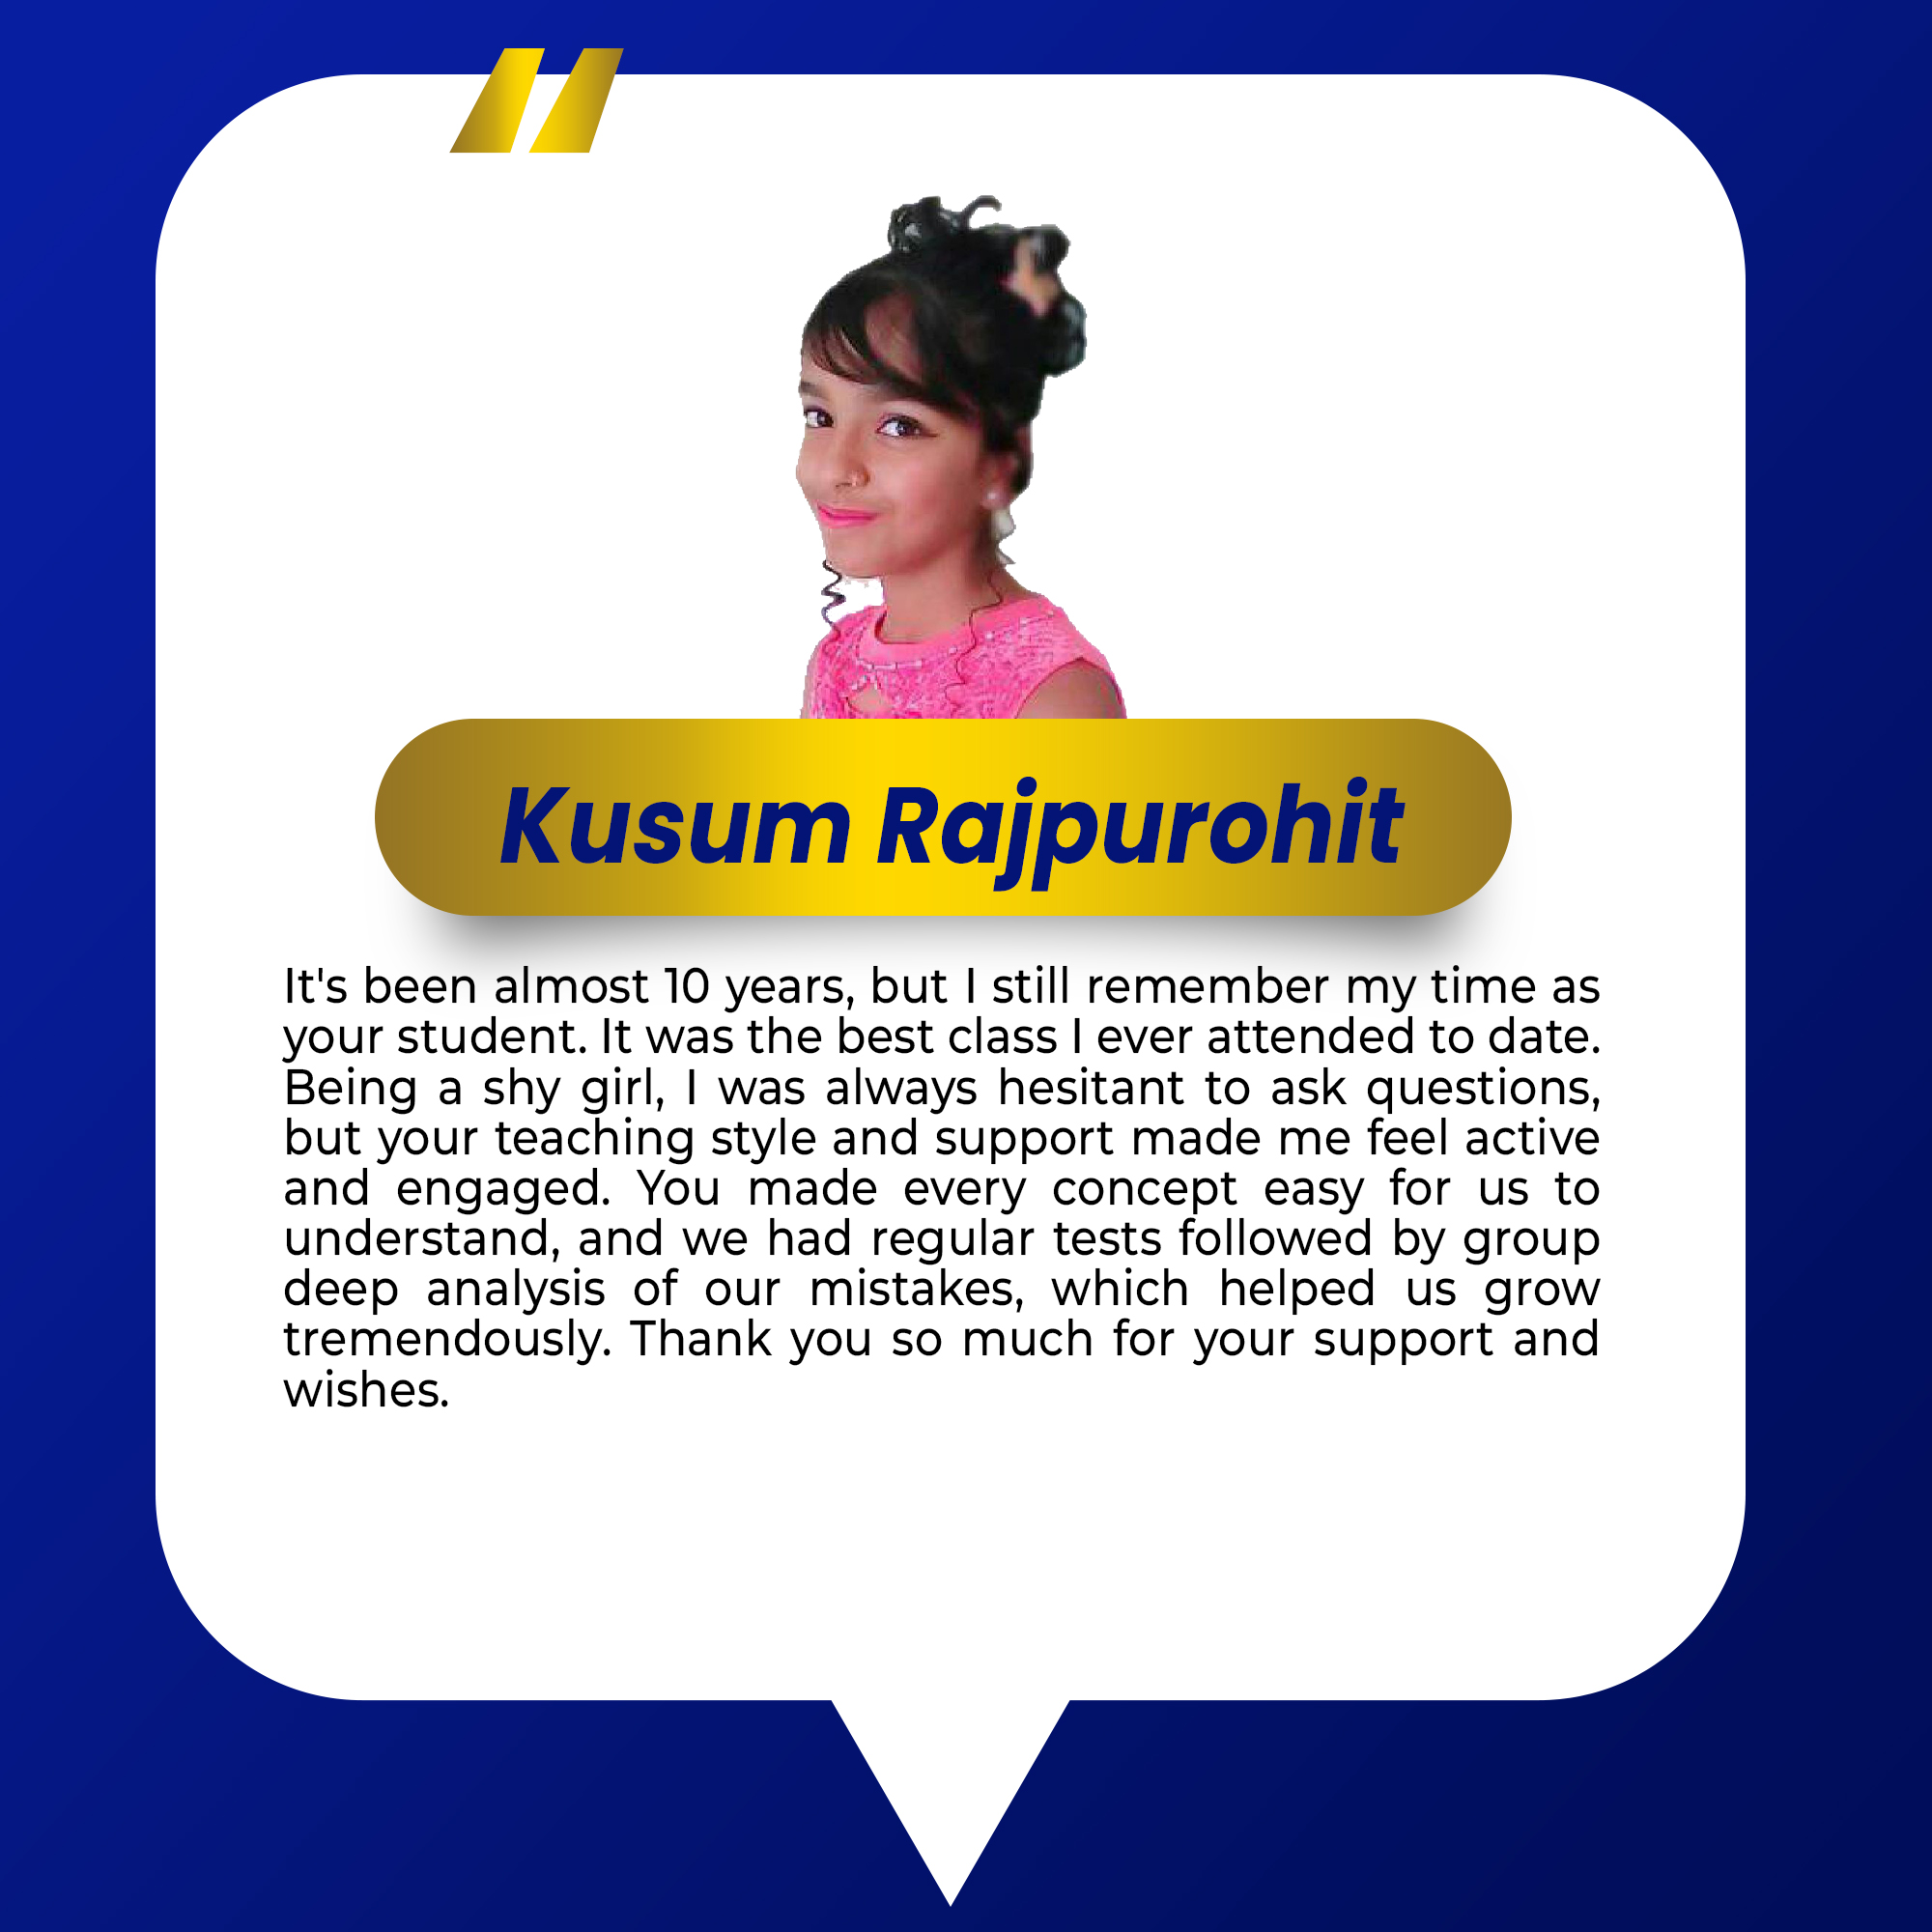 Kusum Rajpurohit
It's been almost 10 years, but I still remember my time as
your student. It was the best class I ever attended to date.
Being a shy girl, I was always hesitant to ask questions,
but your teaching style and support made me feel active
and engaged. You made every concept easy for us to
understand, and we had regular tests followed by group
deep analysis of our mistakes, which helped us grow
tremendously. Thank you so much for your support and
wishes.